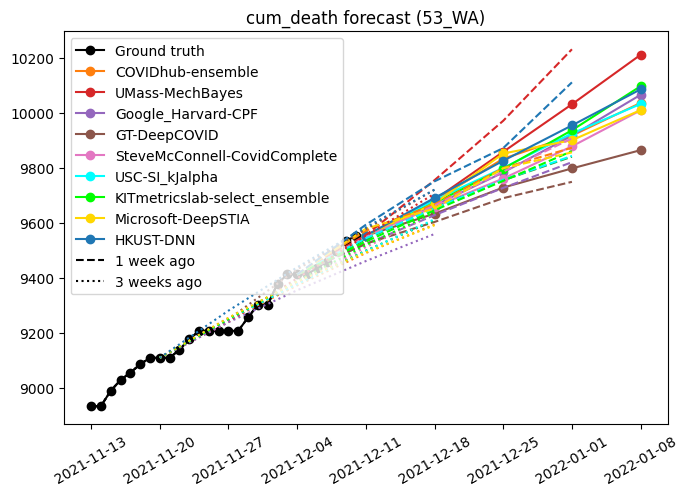 cum_death forecast (53_WA)
10200
10000
9800
9600
9400
9200
9000
Ground truth
COVIDhub-ensemble
UMass-MechBayes
Google_Harvard-CPF
GT-DeepCOVID
SteveMcConnell-CovidComplete
USC-SI_kJalpha
KITmetricslab-select_ensemble
Microsoft-DeepSTIA
HKUST-DNN
1 week ago
3 weeks ago
2021-11-13
2021-11-20
2021-11-27
2021-12-04
2021-12-11
2021-12-18
2021-12-25
2022-01-01
2022-01-08